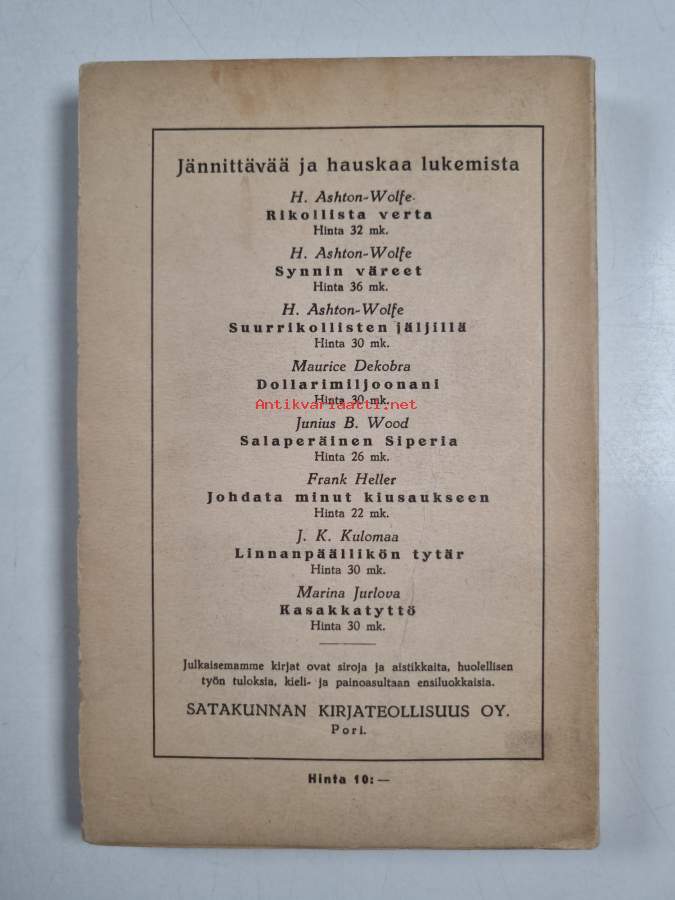 Jännittävää ja hauskaa lukemista
H. Ashton-Wolfe
Rikollista verta
Hinta 32 mk.
H. Ashton-Wolfe
Synnin väreet
Hinta 36 mk.
H. Ashton-Wolfe
Suurrikollisten jäljillä
Hinta 30 mk.
Maurice Dekobra
Dollarimiljoonani
Hinta 30 mk.
Antikvariaatti.net
Junius B. Wood
Salaperäinen Siperia
Hinta 26 mk.
Frank Heller
Johdata minut kiusaukseen
Hinta 22 mk.
J. K. Kulomaa
Linnanpäällikön tytär
Hinta 30 mk.
Marina Jurlova
Kasakkatyttö
Hinta 30 mk.
Julkaisemamme kirjat ovat siroja ja aistikkaita, huolellisen
työn tuloksia, kieli- ja painoasultaan ensiluokkaisia.
SATAKUNNAN KIRJATEOLLISUUS OY.
Pori.
Hinta 10:—